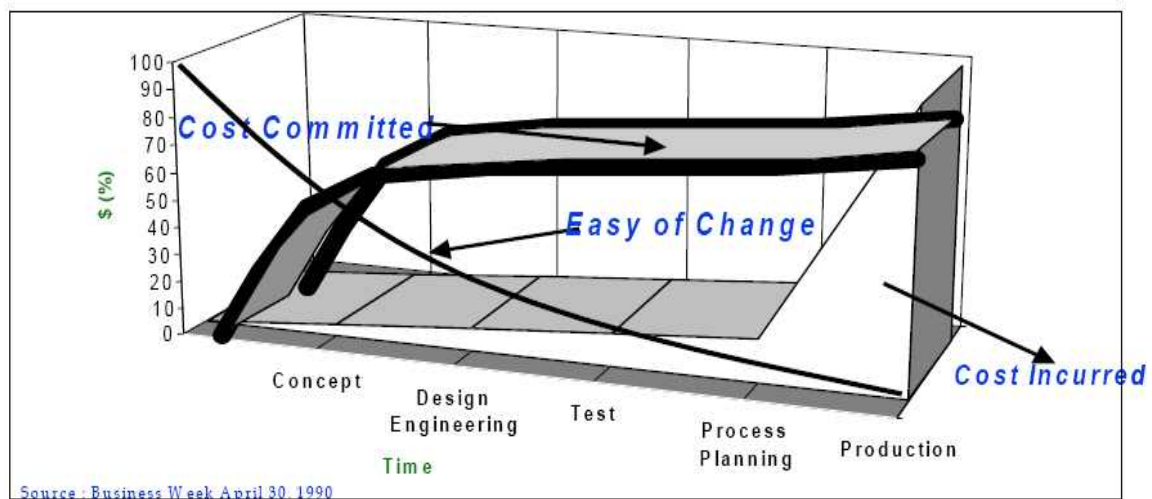 100
90
80
70
60
50
40
30
20
10
0
$ (%)
Cost Committed
Easy of Change
Cost Incurred
Concept
Design
Engineering
Test
Process
Planning
Production
Time
Source : Business Week April 30, 1990